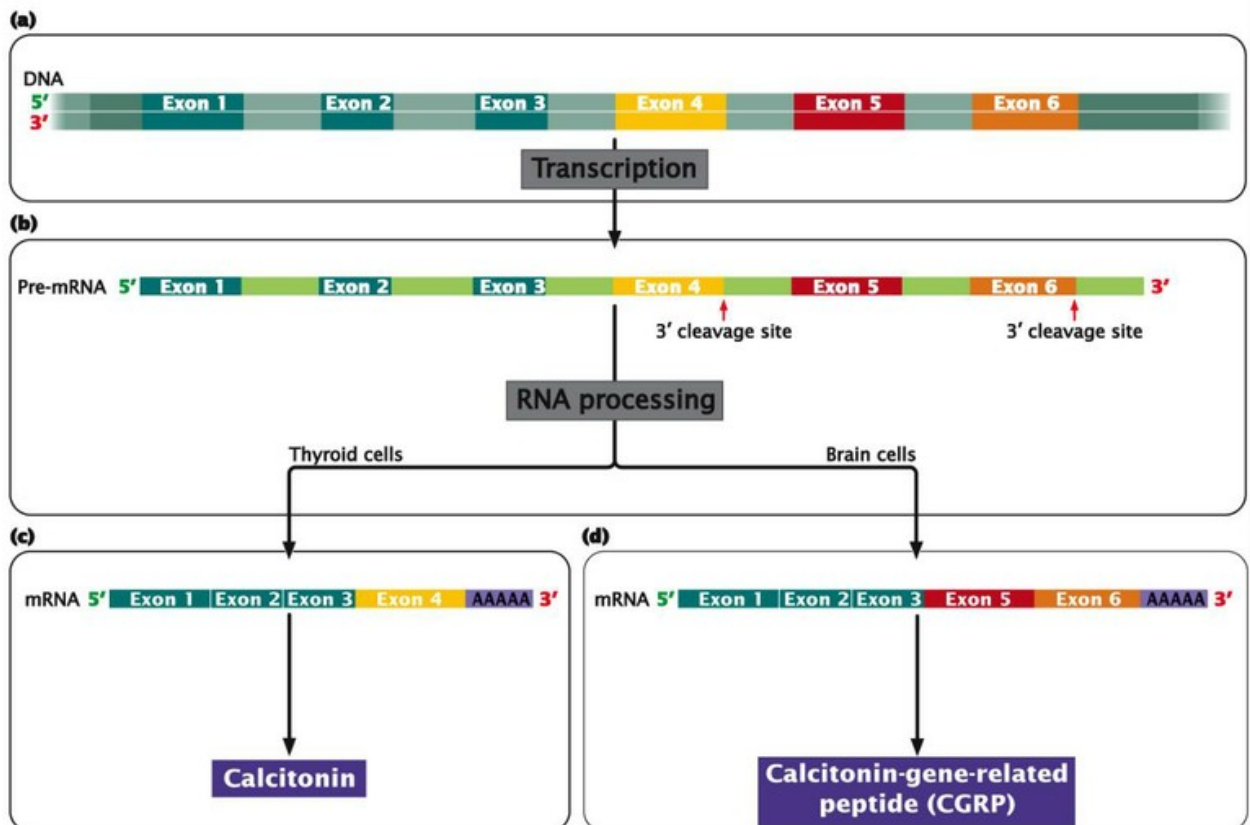 (a)
DNA
5′ Exon 1 Exon 2 Exon 3 Exon 4 Exon 5 Exon 6
3′
Transcription
(b)
Pre-mRNA 5′ Exon 1 Exon 2 Exon 3 Exon 4 Exon 5 Exon 6 3′
3′ cleavage site 3′ cleavage site
RNA processing
Thyroid cells Brain cells
(c)
mRNA 5′ Exon 1 Exon 2 Exon 3 Exon 4 AAAAA 3′
Calcitonin
(d)
mRNA 5′ Exon 1 Exon 2 Exon 3 Exon 5 Exon 6 AAAAA 3′
Calcitonin-gene-related
peptide (CGRP)